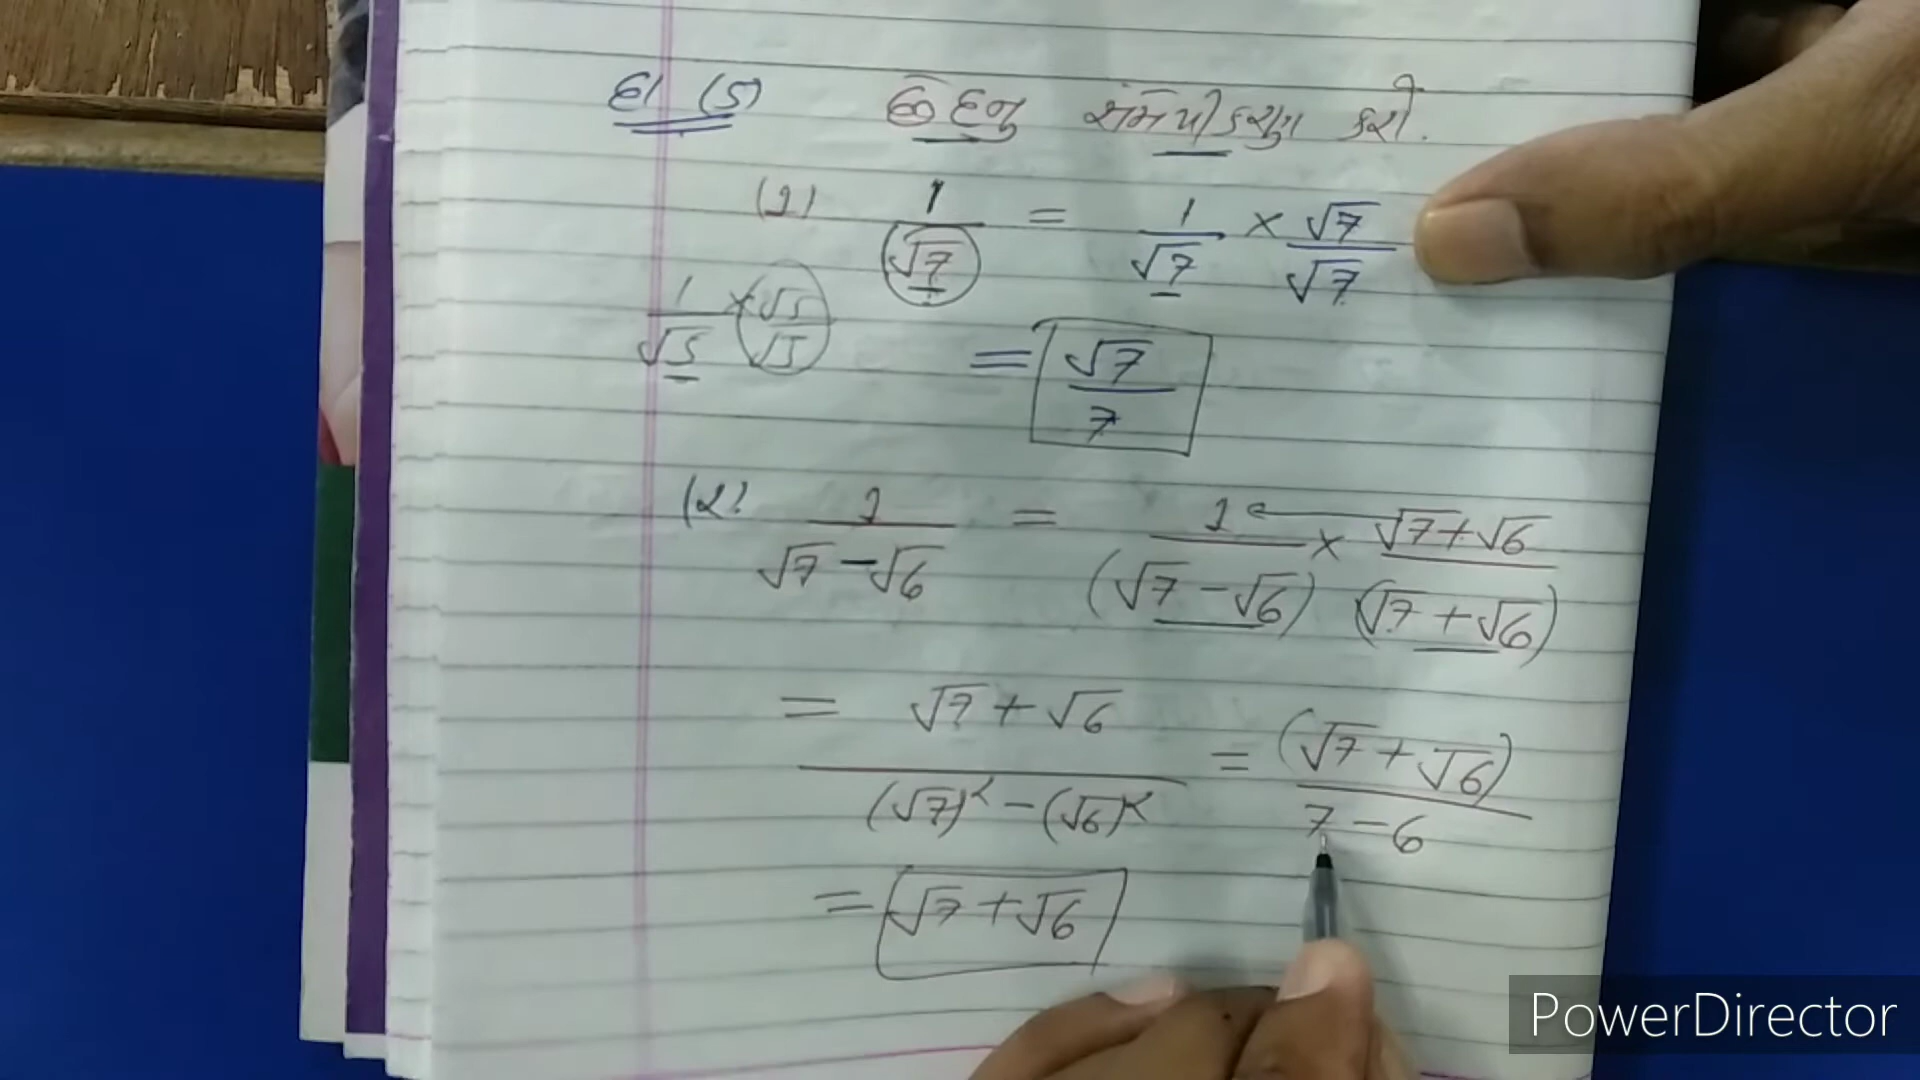 દા (5) છેદનું સંમેયીકરણ કરો.
(1) 1/√7 = 1/√7 × √7/√7
1/√5 × √5/√5
= √7/7
(2) 1/(√7 - √6) = 1/(√7 - √6) × (√7 + √6)/(√7 + √6)
= (√7 + √6)/((√7)² - (√6)²) = (√7 + √6)/(7 - 6)
= √7 + √6
PowerDirector